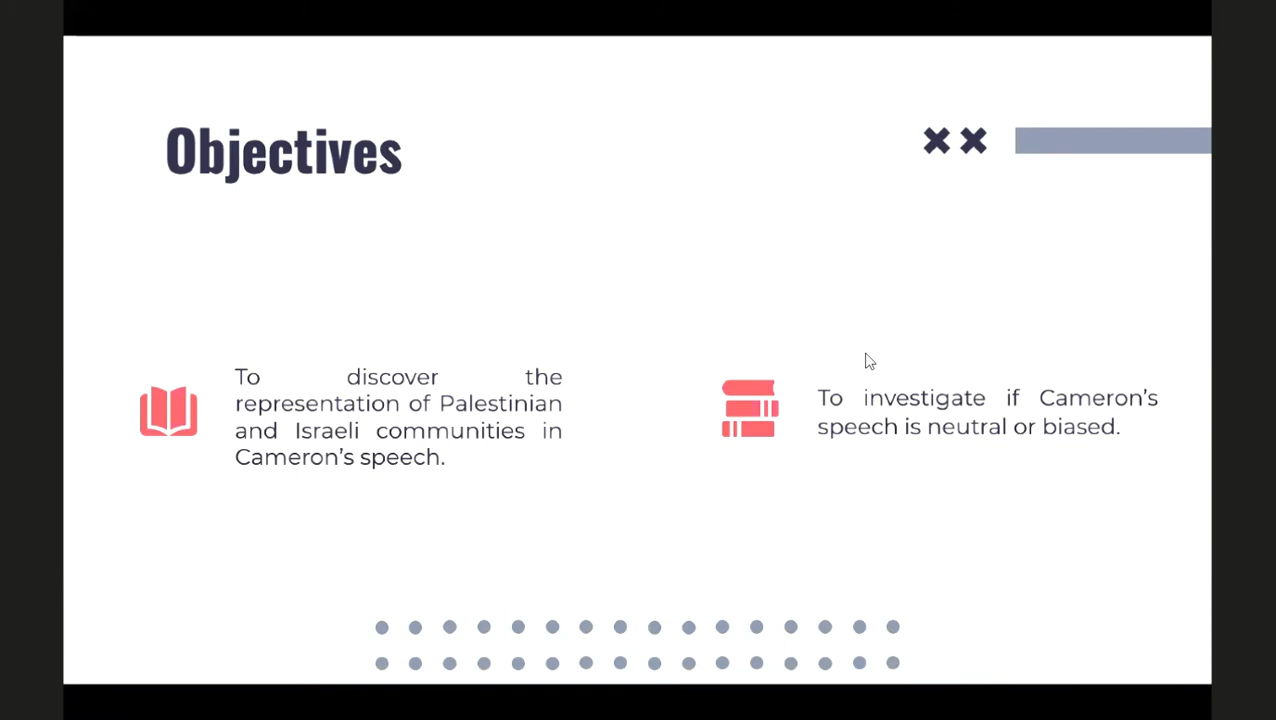 Objectives
To discover the
representation of Palestinian
and Israeli communities in
Cameron's speech.
To investigate if Cameron's
speech is neutral or biased.